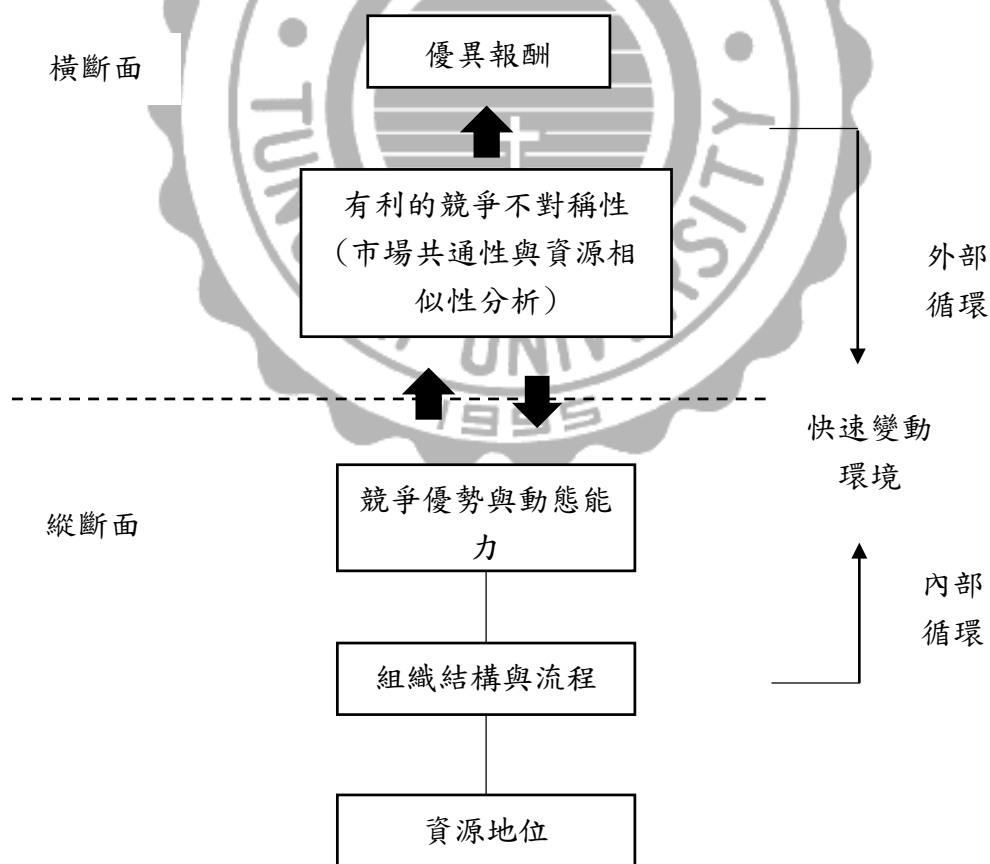 優異報酬
橫斷面
有利的競爭不對稱性
（市場共通性與資源相
似性分析）
外部
循環
快速變動
環境
競爭優勢與動態能
力
縱斷面
內部
循環
組織結構與流程
資源地位
UNIVERSITY
1955